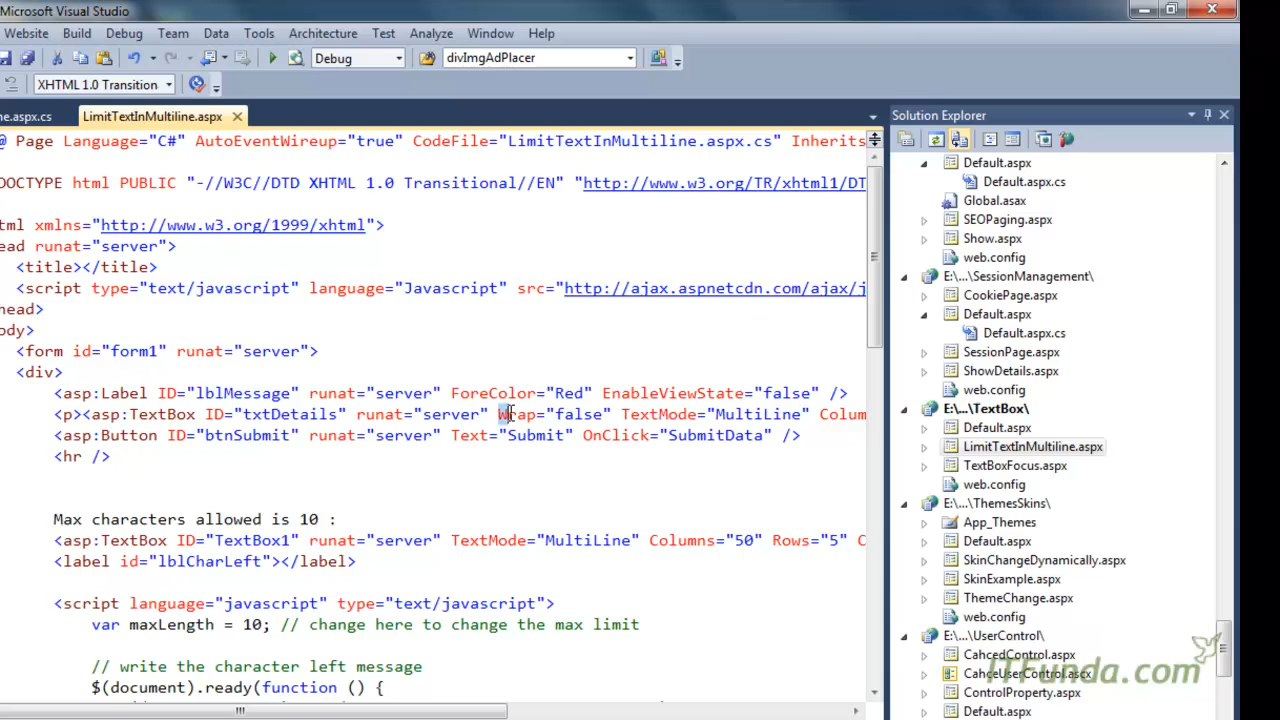 Microsoft Visual Studio
Website Build Debug Team Data Tools Architecture Test Analyze Window Help
Debug divImgAdPlacer
XHTML 1.0 Transition
ne.aspx.cs LimitTextInMultiline.aspx
@ Page Language="C#" AutoEventWireup="true" CodeFile="LimitTextInMultiline.aspx.cs" Inherits
DOCTYPE html PUBLIC "-//W3C//DTD XHTML 1.0 Transitional//EN" "http://www.w3.org/TR/xhtml1/DT
tml xmlns="http://www.w3.org/1999/xhtml">
ead runat="server">
<title></title>
<script type="text/javascript" language="Javascript" src="http://ajax.aspnetcdn.com/ajax/j
head>
ody>
<form id="form1" runat="server">
<div>
<asp:Label ID="lblMessage" runat="server" ForeColor="Red" EnableViewState="false" />
<p><asp:TextBox ID="txtDetails" runat="server" Wrap="false" TextMode="MultiLine" Colum
<asp:Button ID="btnSubmit" runat="server" Text="Submit" OnClick="SubmitData" />
<hr />
Max characters allowed is 10 :
<asp:TextBox ID="TextBox1" runat="server" TextMode="MultiLine" Columns="50" Rows="5" C
<label id="lblCharLeft"></label>
<script language="javascript" type="text/javascript">
var maxLength = 10; // change here to change the max limit
// write the character left message
$(document).ready(function () {
Solution Explorer
Default.aspx
Default.aspx.cs
Global.asax
SEOPaging.aspx
Show.aspx
web.config
E:\...\SessionManagement\
CookiePage.aspx
Default.aspx
Default.aspx.cs
SessionPage.aspx
ShowDetails.aspx
web.config
E:\...\TextBox\
Default.aspx
LimitTextInMultiline.aspx
TextBoxFocus.aspx
web.config
E:\...\ThemesSkins\
App_Themes
Default.aspx
SkinChangeDynamically.aspx
SkinExample.aspx
ThemeChange.aspx
web.config
E:\...\UserControl\
CahcedControl.aspx
CahceUserControl.ascx
ControlProperty.aspx
Default.aspx
ITFunda.com